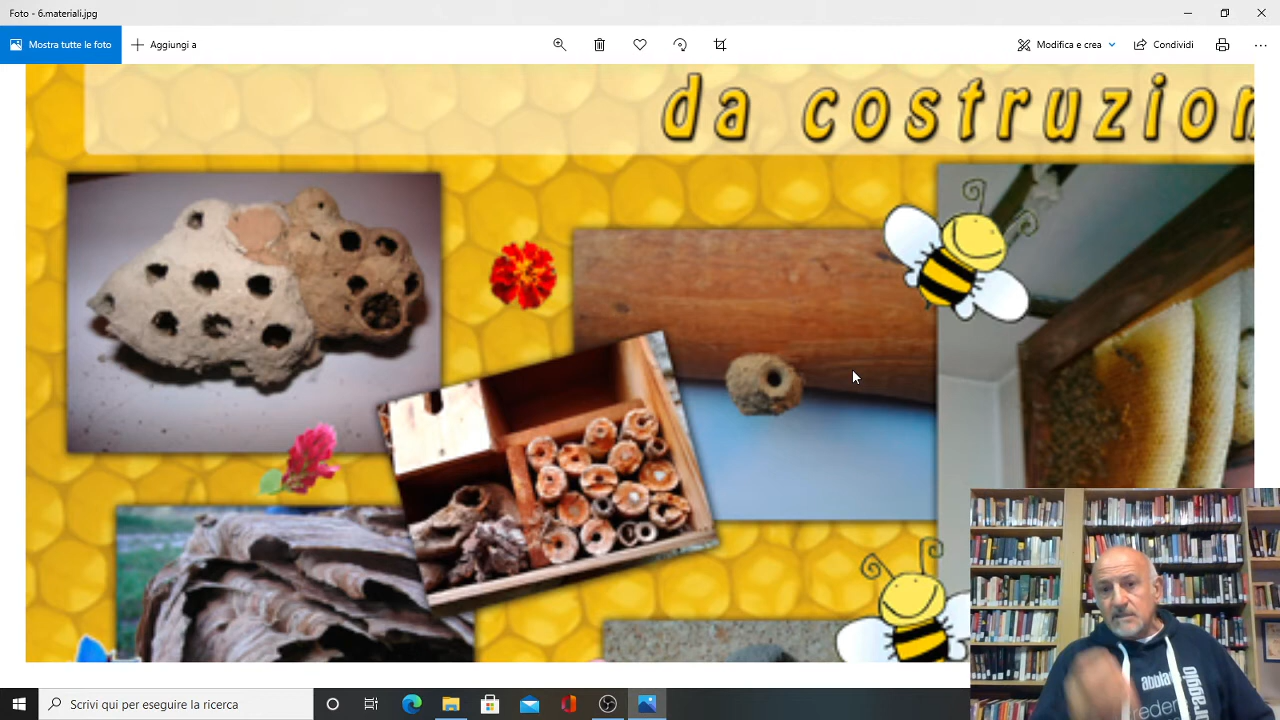 Foto - 6.materiali.jpg
Mostra tutte le foto
Aggiungi a
Modifica e crea
Condividi
da costruzion
Scrivi qui per eseguire la ricerca